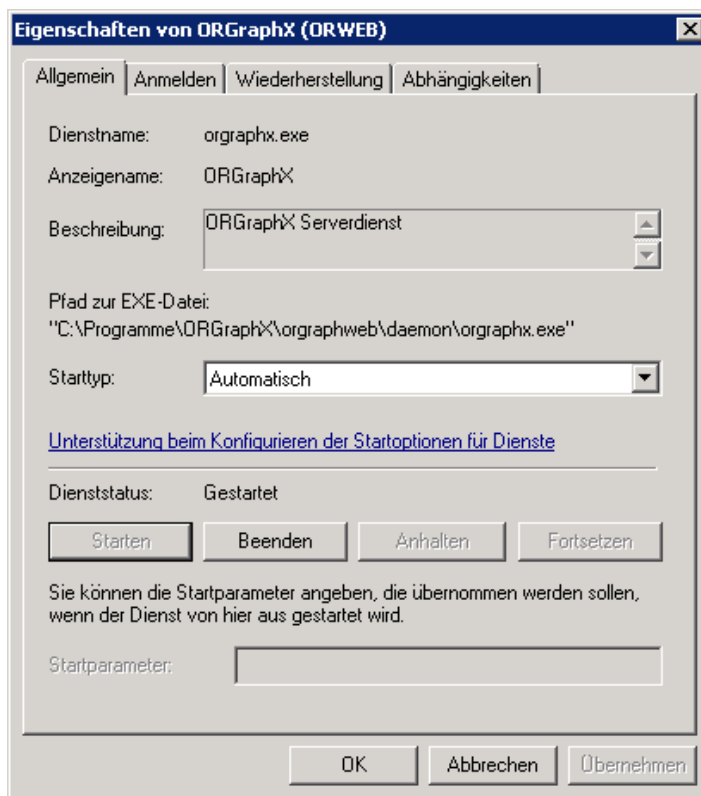 Eigenschaften von ORGraphX (ORWEB)
Allgemein Anmelden Wiederherstellung Abhängigkeiten
Dienstname: orgraphx.exe
Anzeigename: ORGraphX
Beschreibung: ORGraphX Serverdienst
Pfad zur EXE-Datei:
"C:\Programme\ORGraphX\orgraphweb\daemon\orgraphx.exe"
Starttyp: Automatisch
Unterstützung beim Konfigurieren der Startoptionen für Dienste
Dienststatus: Gestartet
Starten Beenden Anhalten Fortsetzen
Sie können die Startparameter angeben, die übernommen werden sollen,
wenn der Dienst von hier aus gestartet wird.
Startparameter:
OK Abbrechen Übernehmen